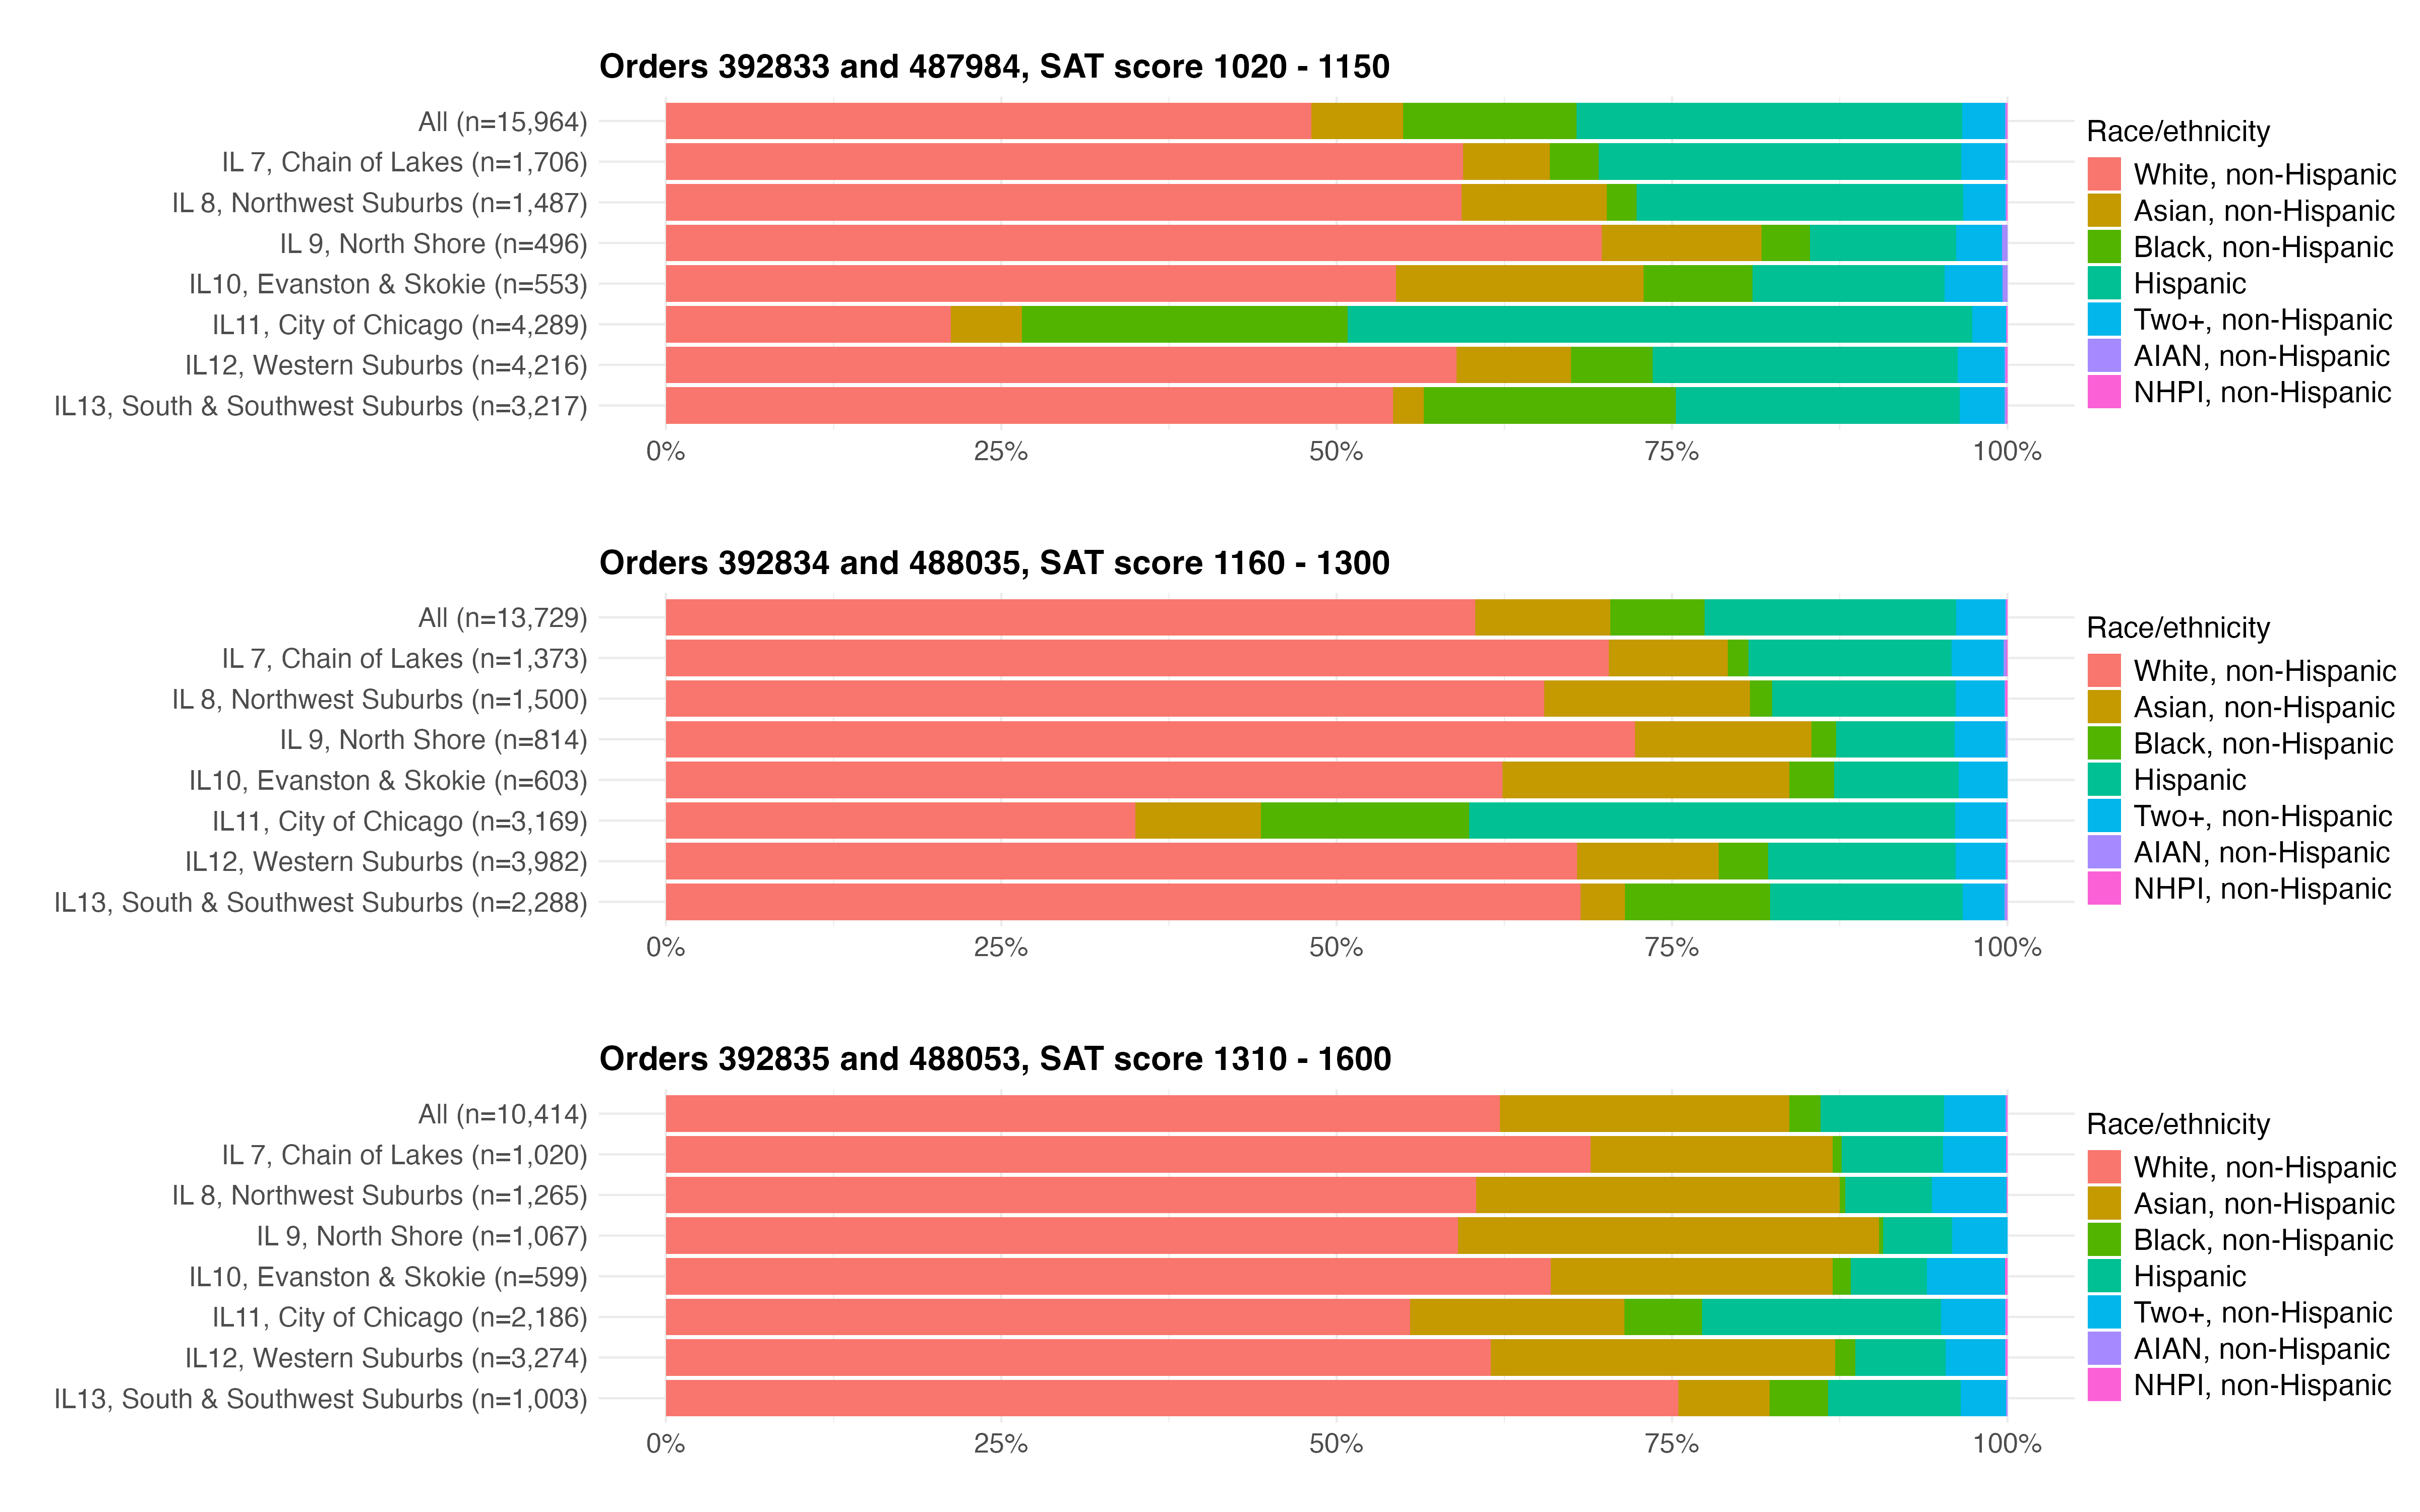 Orders 392833 and 487984, SAT score 1020 - 1150
All (n=15,964)
IL 7, Chain of Lakes (n=1,706)
IL 8, Northwest Suburbs (n=1,487)
IL 9, North Shore (n=496)
IL10, Evanston & Skokie (n=553)
IL11, City of Chicago (n=4,289)
IL12, Western Suburbs (n=4,216)
IL13, South & Southwest Suburbs (n=3,217)
0% 25% 50% 75% 100%
Race/ethnicity
White, non-Hispanic
Asian, non-Hispanic
Black, non-Hispanic
Hispanic
Two+, non-Hispanic
AIAN, non-Hispanic
NHPI, non-Hispanic
Orders 392834 and 488035, SAT score 1160 - 1300
All (n=13,729)
IL 7, Chain of Lakes (n=1,373)
IL 8, Northwest Suburbs (n=1,500)
IL 9, North Shore (n=814)
IL10, Evanston & Skokie (n=603)
IL11, City of Chicago (n=3,169)
IL12, Western Suburbs (n=3,982)
IL13, South & Southwest Suburbs (n=2,288)
0% 25% 50% 75% 100%
Race/ethnicity
White, non-Hispanic
Asian, non-Hispanic
Black, non-Hispanic
Hispanic
Two+, non-Hispanic
AIAN, non-Hispanic
NHPI, non-Hispanic
Orders 392835 and 488053, SAT score 1310 - 1600
All (n=10,414)
IL 7, Chain of Lakes (n=1,020)
IL 8, Northwest Suburbs (n=1,265)
IL 9, North Shore (n=1,067)
IL10, Evanston & Skokie (n=599)
IL11, City of Chicago (n=2,186)
IL12, Western Suburbs (n=3,274)
IL13, South & Southwest Suburbs (n=1,003)
0% 25% 50% 75% 100%
Race/ethnicity
White, non-Hispanic
Asian, non-Hispanic
Black, non-Hispanic
Hispanic
Two+, non-Hispanic
AIAN, non-Hispanic
NHPI, non-Hispanic